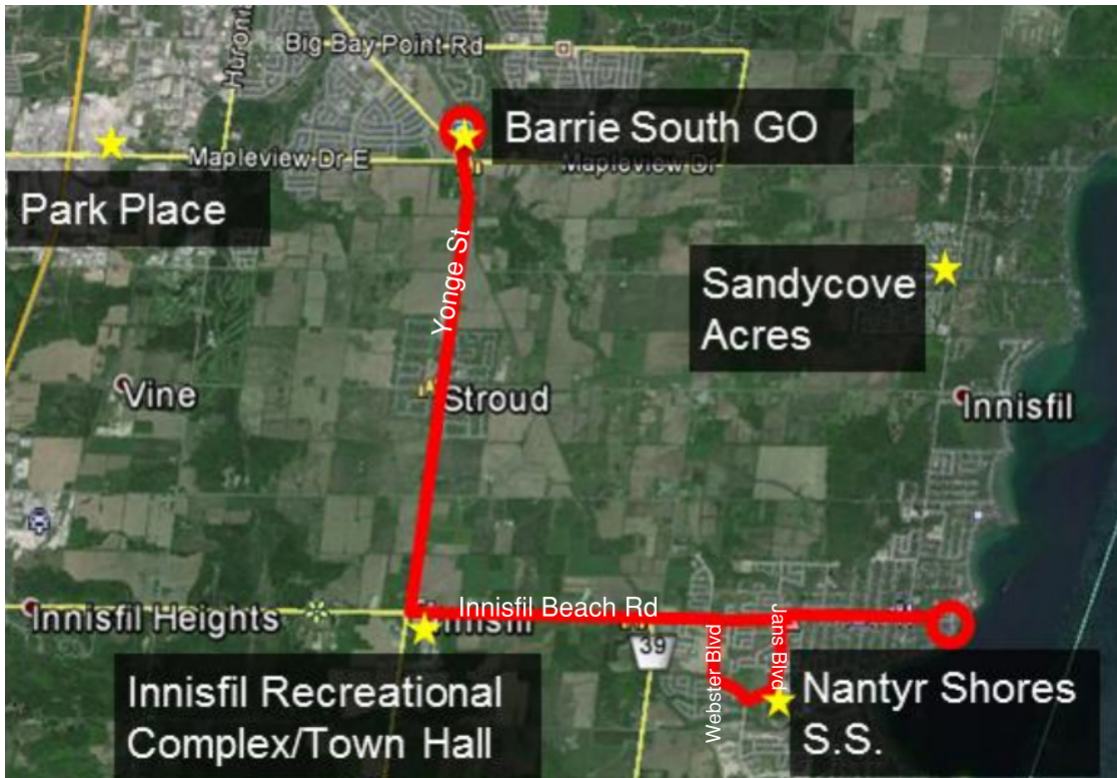 Big Bay Point Rd
Huronia
Barrie South GO
Mapleview Dr E
Mapleview Dr
Park Place
Yonge St
Sandycove
Acres
Vine
Stroud
Innisfil
Innisfil Heights
Innisfil Beach Rd
39
Webster Blvd
Jans Blvd
Innisfil Recreational
Complex/Town Hall
Nantyr Shores
S.S.